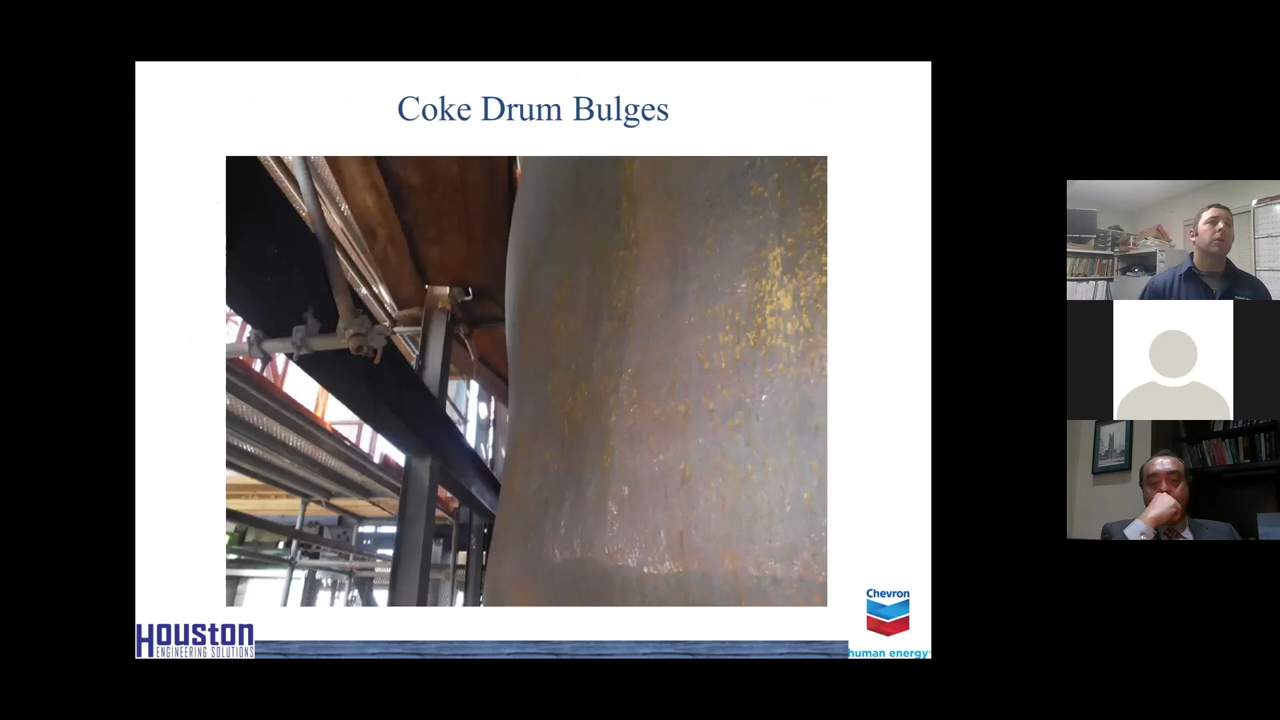 Coke Drum Bulges
Chevron
HOUSTON
ENGINEERING SOLUTIONS
human energy